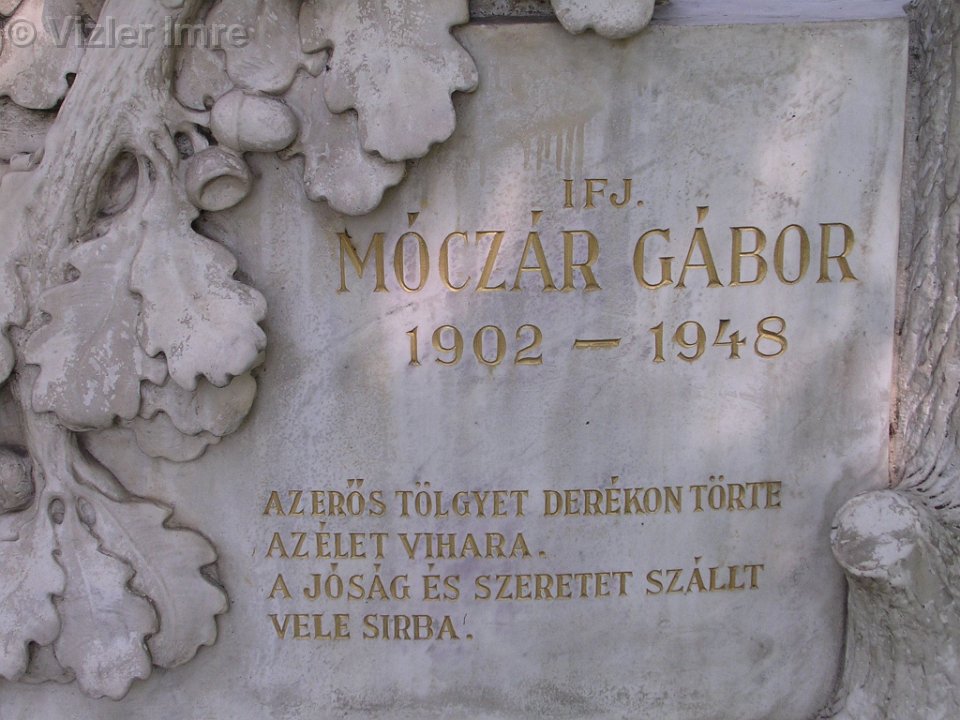 © Vizler Imre
IFJ.
MÓCZÁR GÁBOR
1902 – 1948
AZ ERŐS TÖLGYET DERÉKON TÖRTE
AZ ÉLET VIHARA.
A JÓSÁG ÉS SZERETET SZÁLLT
VELE SIRBA.